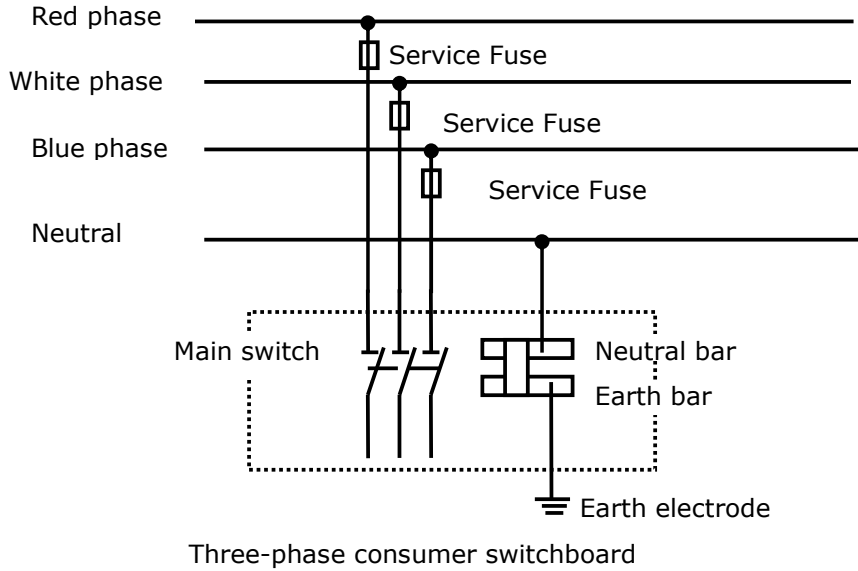 Red phase
Service Fuse
White phase
Service Fuse
Blue phase
Service Fuse
Neutral
Main switch
Neutral bar
Earth bar
Earth electrode
Three-phase consumer switchboard